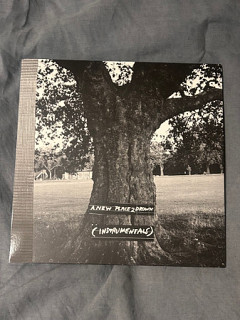 A NEW PLACE 2 DROWN
(INSTRUMENTALS)